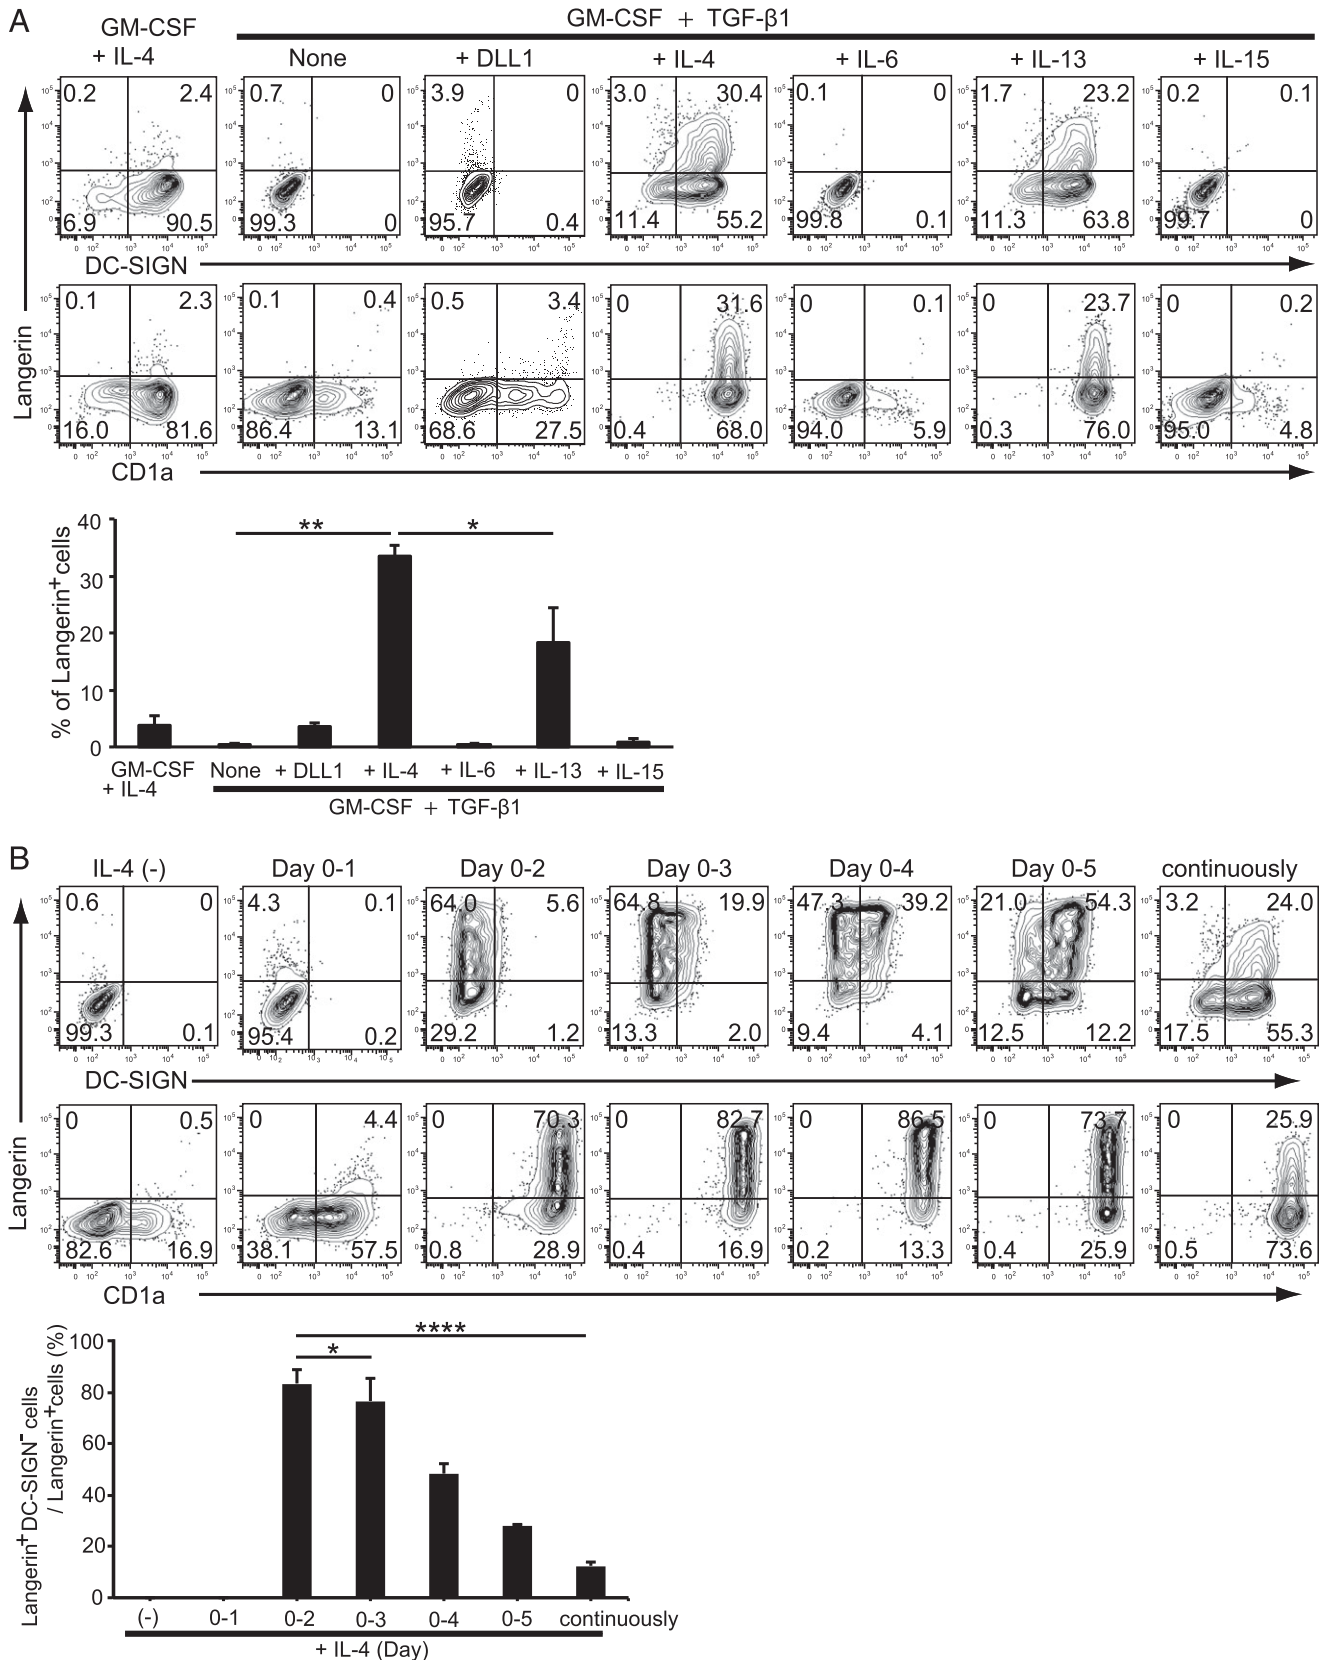 A
GM-CSF
+ IL-4
GM-CSF + TGF-β1
None
+ DLL1
+ IL-4
+ IL-6
+ IL-13
+ IL-15
0.2 2.4 0.7 0 3.9 0 3.0 30.4 0.1 0 1.7 23.2 0.2 0.1
6.9 90.5 99.3 0 95.7 0.4 11.4 55.2 99.8 0.1 11.3 63.8 99.7 0
DC-SIGN
0.1 2.3 0.1 0.4 0.5 3.4 0 31.6 0 0.1 0 23.7 0 0.2
16.0 81.6 86.4 13.1 68.6 27.5 0.4 68.0 94.0 5.9 0.3 76.0 95.0 4.8
Langerin
CD1a
% of Langerin+ cells
40
30
20
10
0
** *
GM-CSF
+ IL-4
None + DLL1 + IL-4 + IL-6 + IL-13 + IL-15
GM-CSF + TGF-β1
B
IL-4 (-) Day 0-1 Day 0-2 Day 0-3 Day 0-4 Day 0-5 continuously
0.6 0 4.3 0.1 64.0 5.6 64.8 19.9 47.3 39.2 21.0 54.3 3.2 24.0
99.3 0.1 95.4 0.2 29.2 1.2 13.3 2.0 9.4 4.1 12.5 12.2 17.5 55.3
DC-SIGN
0 0.5 0 4.4 0 70.3 0 82.7 0 86.5 0 73.7 0 25.9
82.6 16.9 38.1 57.5 0.8 28.9 0.4 16.9 0.2 13.3 0.4 25.9 0.5 73.6
Langerin
CD1a
Langerin+DC-SIGN- cells
/ Langerin+cells (%)
100
80
60
40
20
0
****
*
(-) 0-1 0-2 0-3 0-4 0-5 continuously
+ IL-4 (Day)